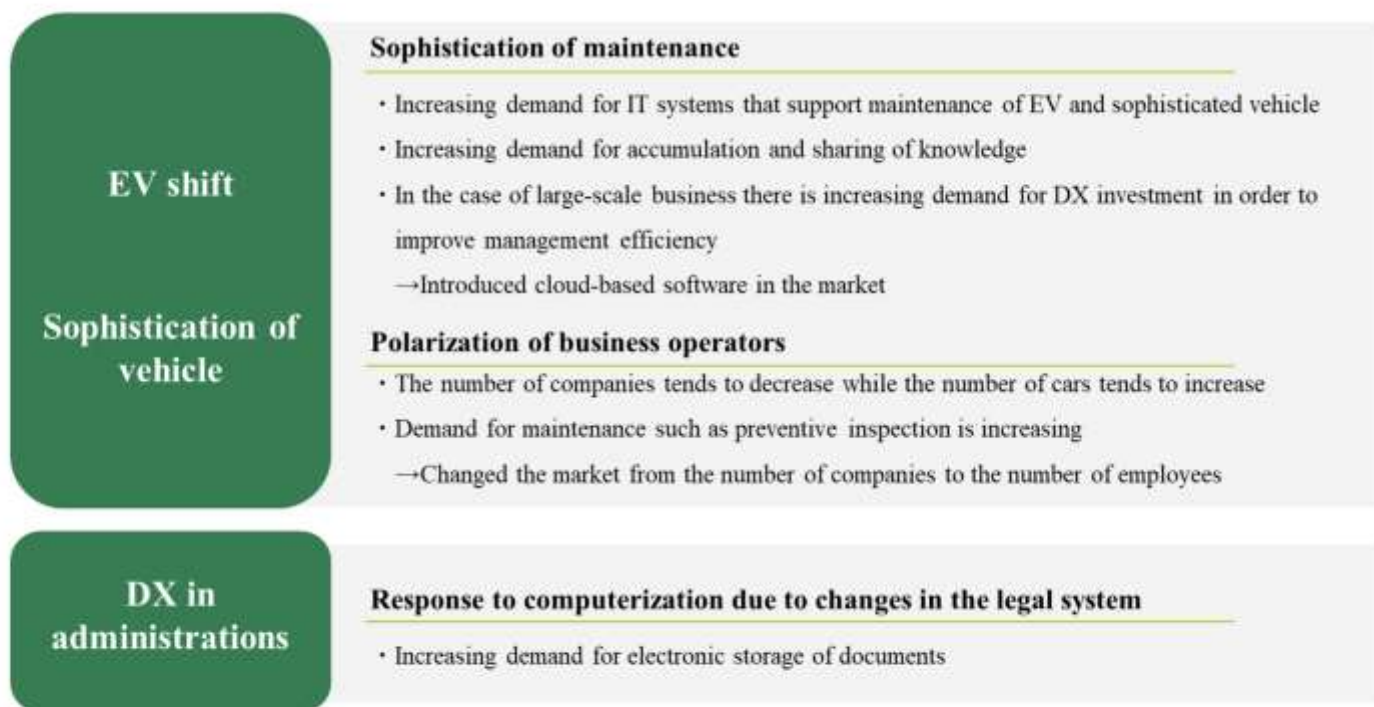 EV shift
Sophistication of
vehicle
Sophistication of maintenance
・Increasing demand for IT systems that support maintenance of EV and sophisticated vehicle
・Increasing demand for accumulation and sharing of knowledge
・In the case of large-scale business there is increasing demand for DX investment in order to
improve management efficiency
→Introduced cloud-based software in the market
Polarization of business operators
・The number of companies tends to decrease while the number of cars tends to increase
・Demand for maintenance such as preventive inspection is increasing
→Changed the market from the number of companies to the number of employees
DX in
administrations
Response to computerization due to changes in the legal system
・Increasing demand for electronic storage of documents